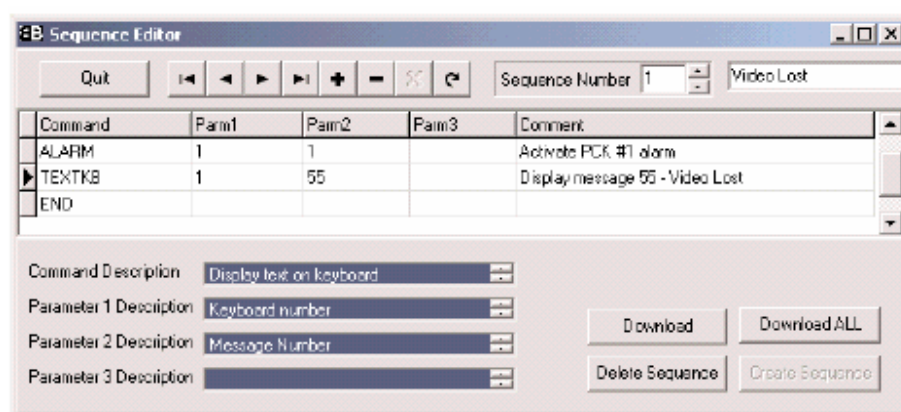 Sequence Editor
Quit Sequence Number 1 Video Lost
Command Parm1 Parm2 Parm3 Comment
ALARM 1 1 Activate PCK #1 alarm
TEXTKB 1 55 Display message 55 - Video Lost
END
Command Description Display text on keyboard
Parameter 1 Description Keyboard number
Parameter 2 Description Message Number
Parameter 3 Description
Download Download ALL
Delete Sequence Create Sequence